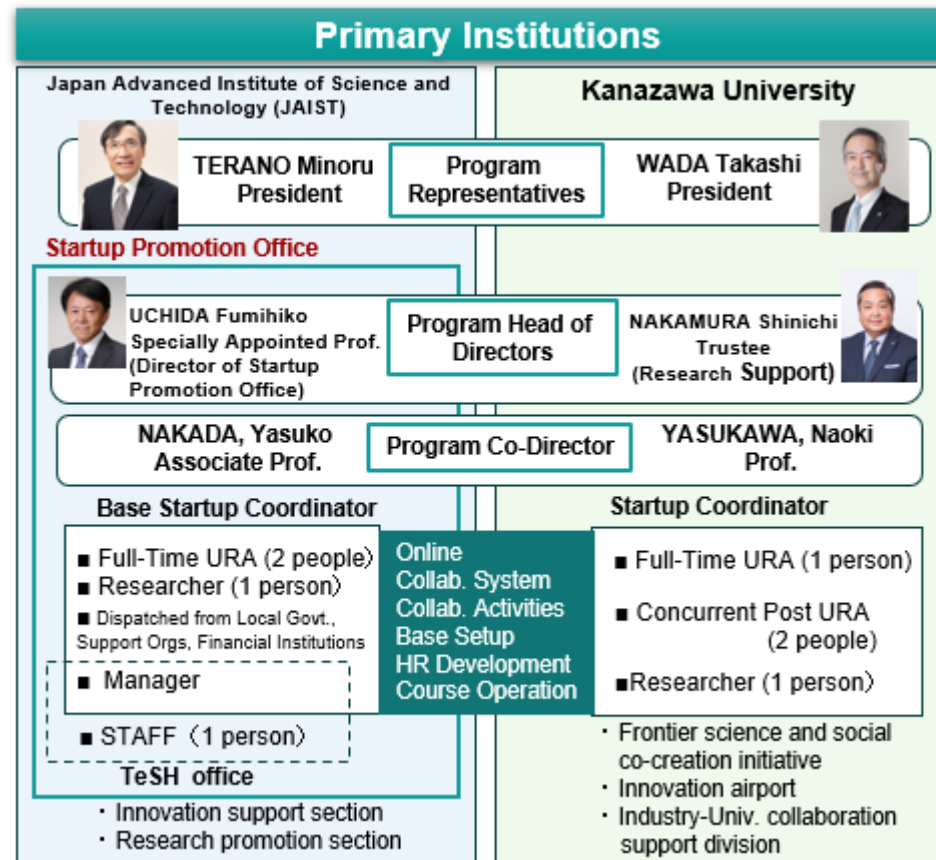 Primary Institutions
Japan Advanced Institute of Science and
Technology (JAIST)
Kanazawa University
TERANO Minoru
President
Program
Representatives
WADA Takashi
President
Startup Promotion Office
UCHIDA Fumihiko
Specially Appointed Prof.
(Director of Startup
Promotion Office)
Program Head of
Directors
NAKAMURA Shinichi
Trustee
(Research Support)
NAKADA, Yasuko
Associate Prof.
Program Co-Director
YASUKAWA, Naoki
Prof.
Base Startup Coordinator
■ Full-Time URA (2 people)
■ Researcher (1 person)
■ Dispatched from Local Govt.,
Support Orgs, Financial Institutions
■ Manager
■ STAFF (1 person)
TeSH office
・ Innovation support section
・ Research promotion section
Online
Collab. System
Collab. Activities
Base Setup
HR Development
Course Operation
Startup Coordinator
■ Full-Time URA (1 person)
■ Concurrent Post URA
(2 people)
■Researcher (1 person)
・ Frontier science and social
co-creation initiative
・ Innovation airport
・ Industry-Univ. collaboration
support division